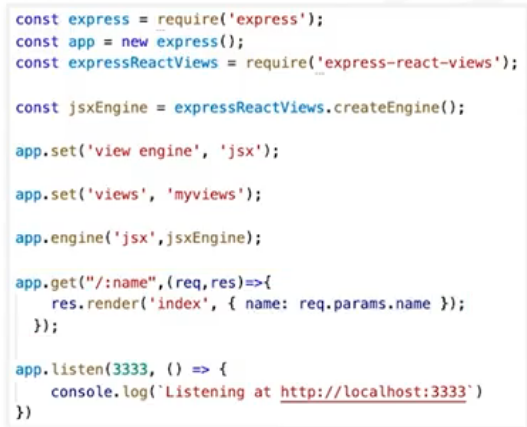 const express = require('express');
const app = new express();
const expressReactViews = require('express-react-views');
const jsxEngine = expressReactViews.createEngine();
app.set('view engine', 'jsx');
app.set('views', 'myviews');
app.engine('jsx',jsxEngine);
app.get("/:name",(req,res)=>{
res.render('index', { name: req.params.name });
});
app.listen(3333, () => {
console.log(`Listening at http://localhost:3333`)
})